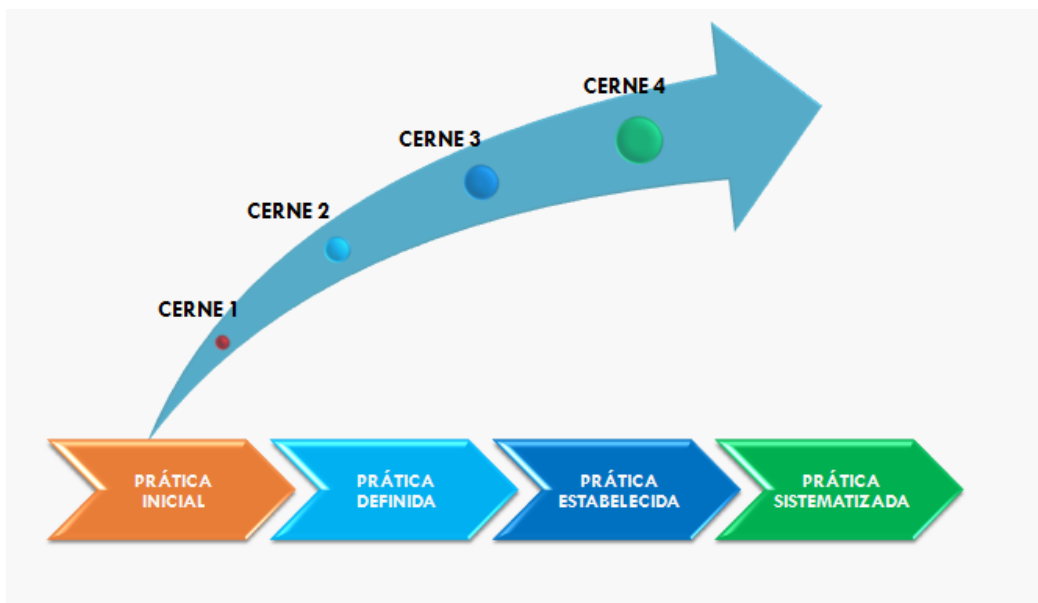 CERNE 4
CERNE 3
CERNE 2
CERNE 1
PRÁTICA
INICIAL
PRÁTICA
DEFINIDA
PRÁTICA
ESTABELECIDA
PRÁTICA
SISTEMATIZADA